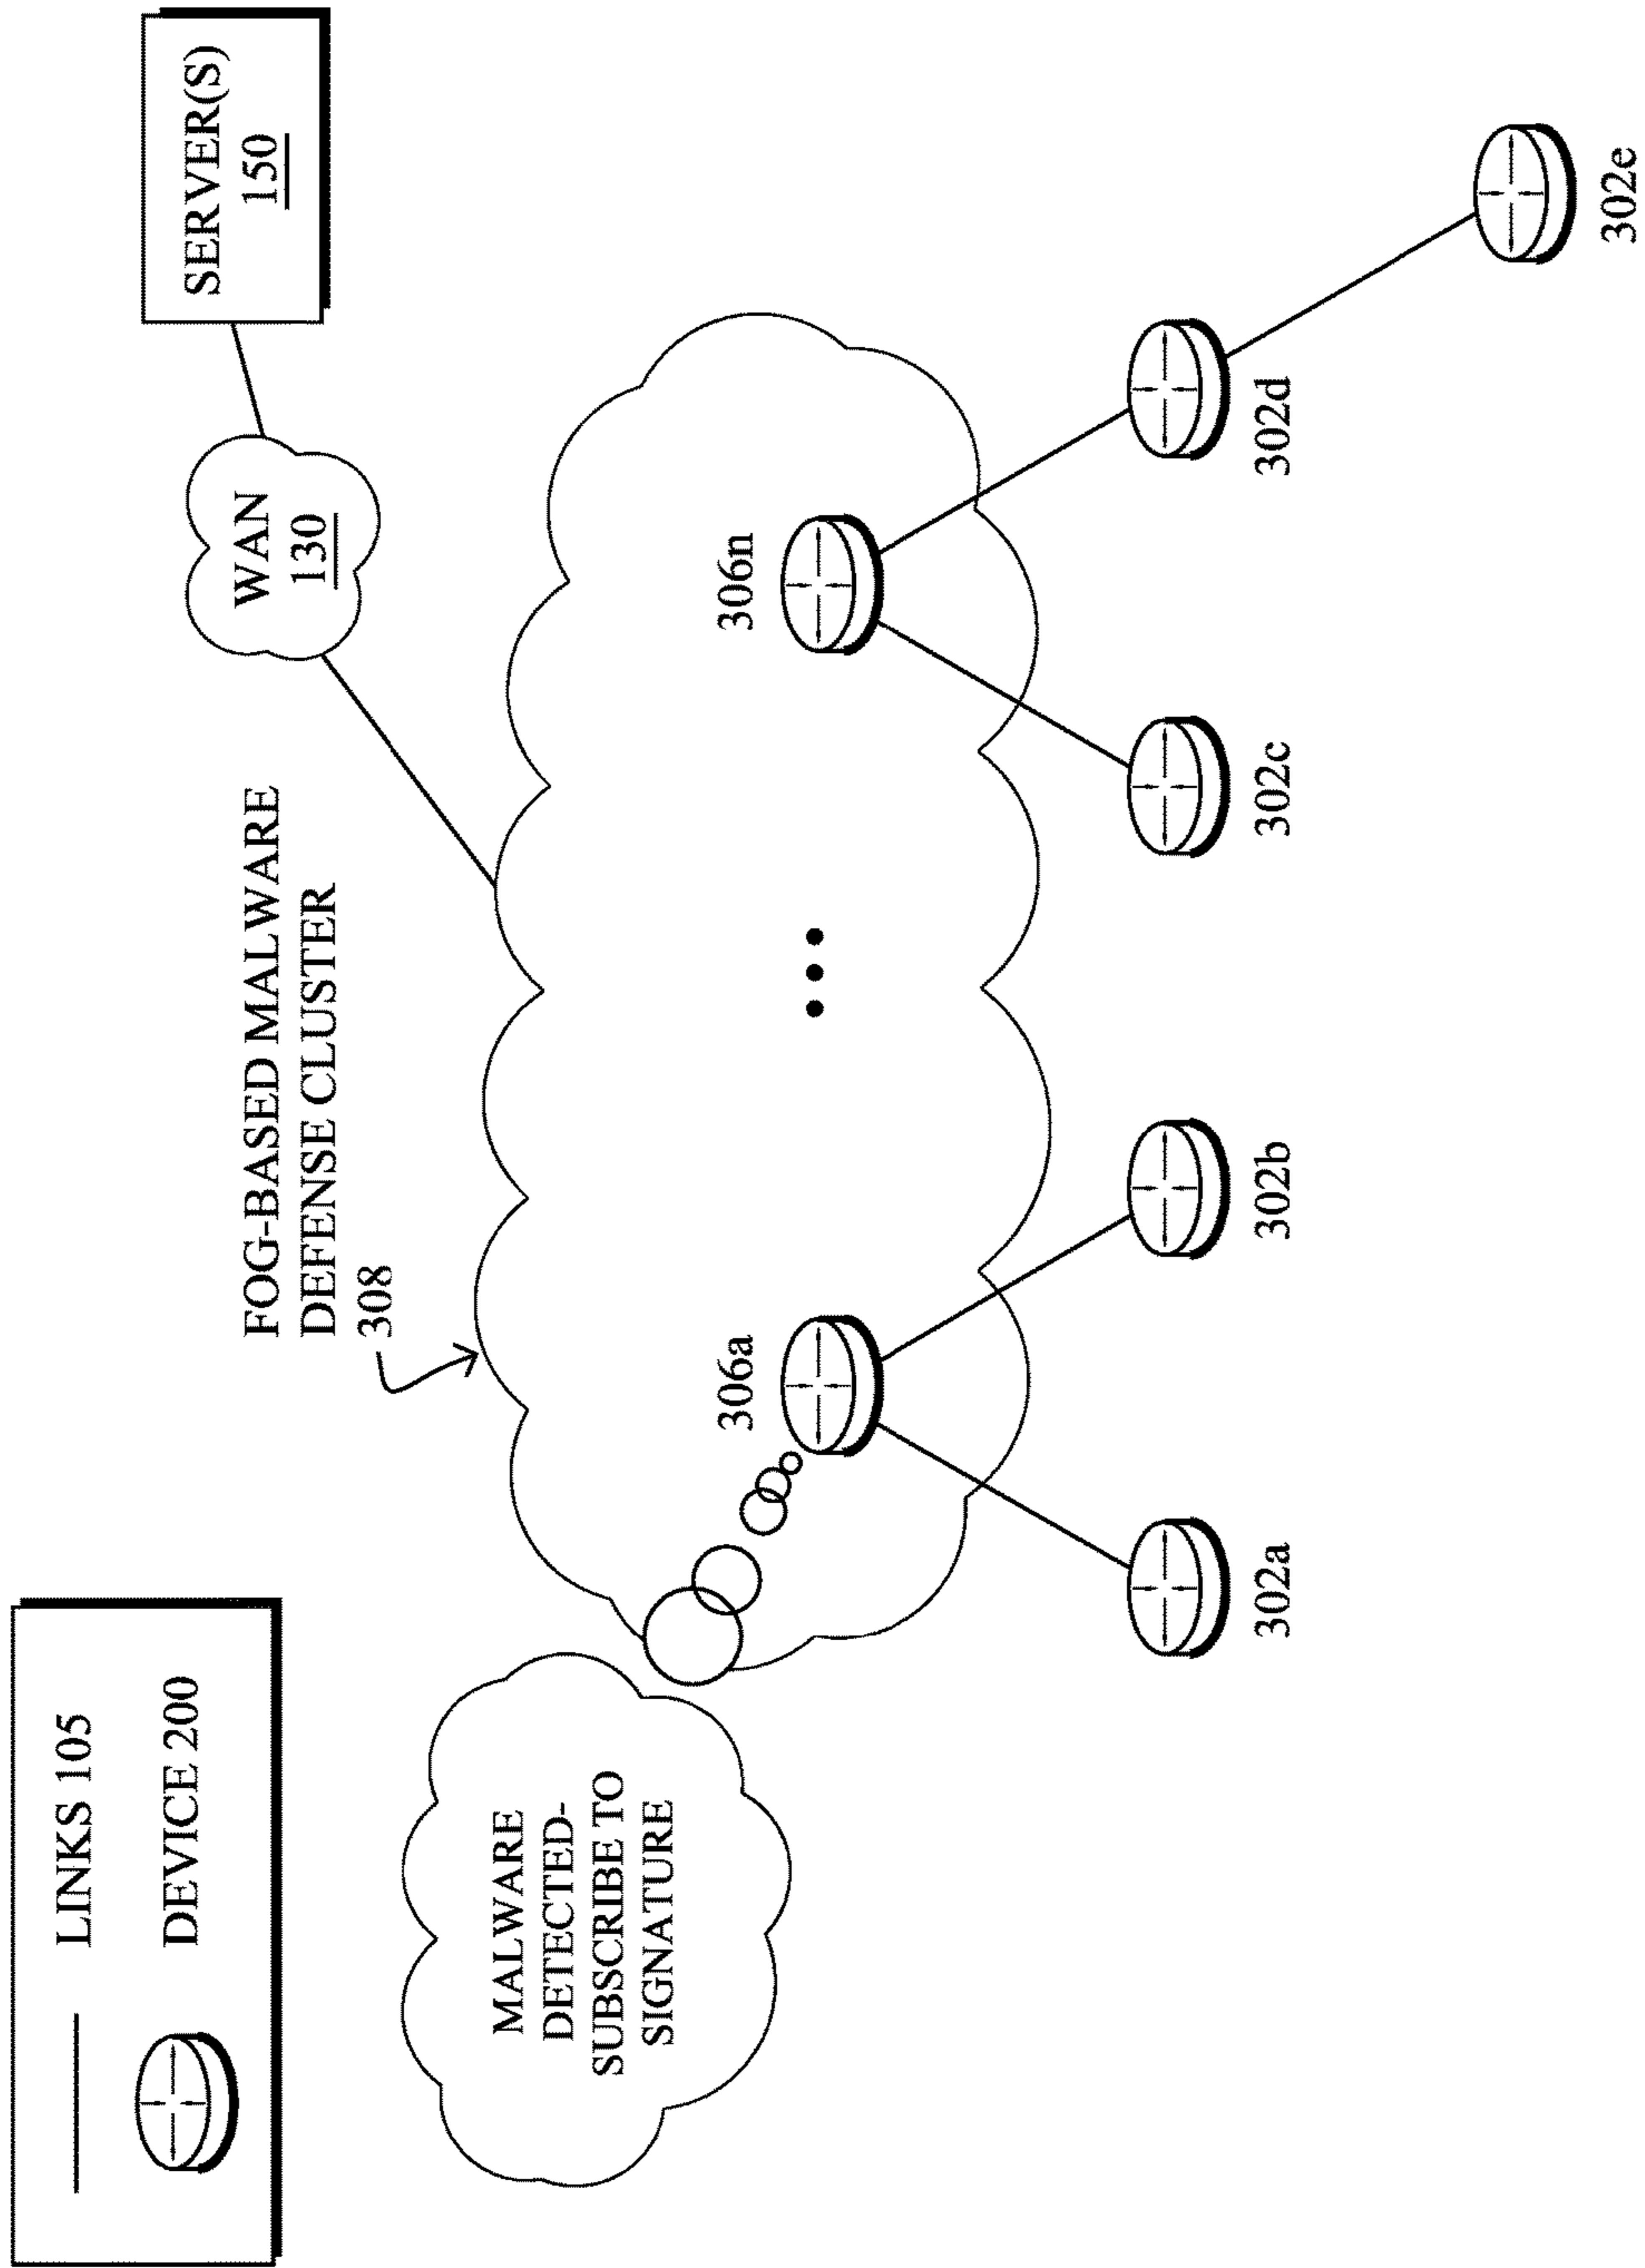 LINKS 105
DEVICE 200
SERVER(S)
150
WAN
130
FOG-BASED MALWARE
DEFENSE CLUSTER
308
MALWARE
DETECTED-
SUBSCRIBE TO
SIGNATURE
306a
306n
302a
302b
302c
302d
302e